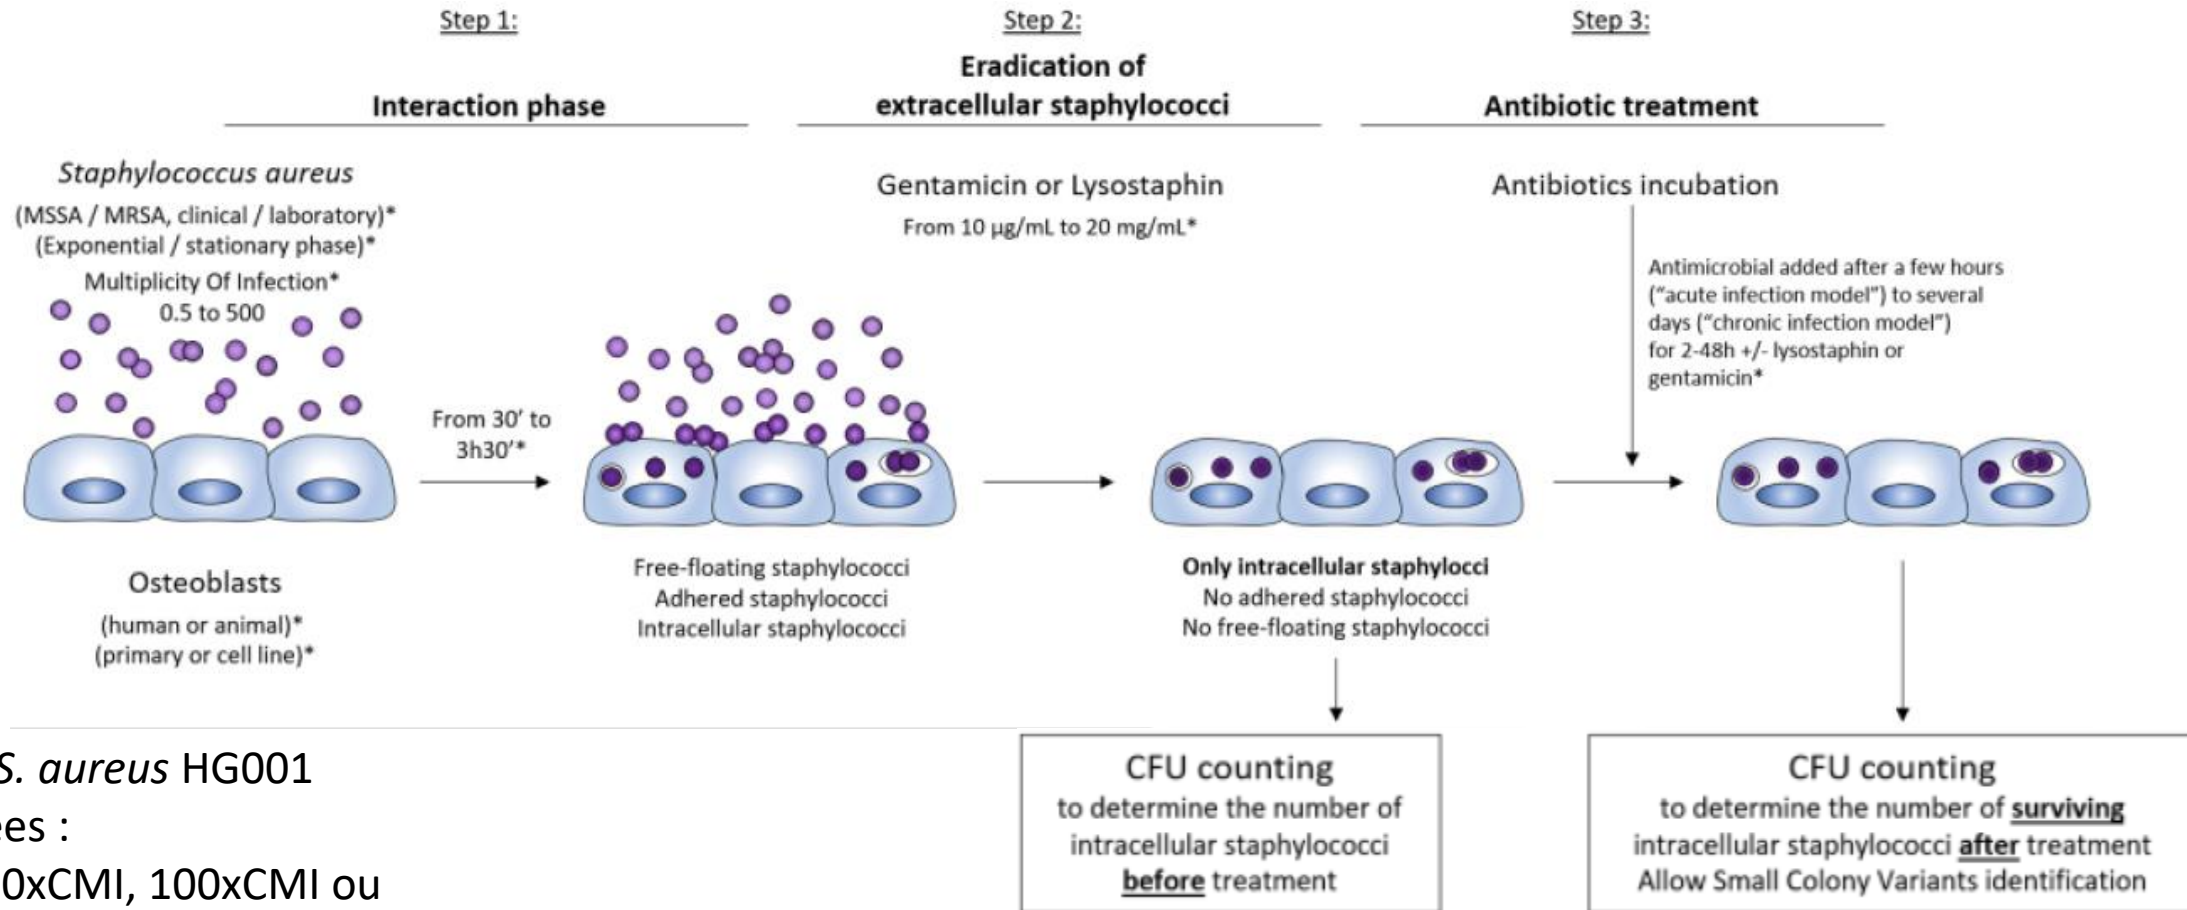 Step 1:
Interaction phase
Staphylococcus aureus
(MSSA / MRSA, clinical / laboratory)*
(Exponential / stationary phase)*
Multiplicity Of Infection*
0.5 to 500
Osteoblasts
(human or animal)*
(primary or cell line)*
From 30’ to
3h30’*
Free-floating staphylococci
Adhered staphylococci
Intracellular staphylococci
Step 2:
Eradication of
extracellular staphylococci
Gentamicin or Lysostaphin
From 10 µg/mL to 20 mg/mL*
Only intracellular staphylocci
No adhered staphylococci
No free-floating staphylococci
CFU counting
to determine the number of
intracellular staphylococci
before treatment
Step 3:
Antibiotic treatment
Antibiotics incubation
Antimicrobial added after a few hours
(“acute infection model”) to several
days (“chronic infection model”)
for 2-48h +/- lysostaphin or
gentamicin*
CFU counting
to determine the number of surviving
intracellular staphylococci after treatment
Allow Small Colony Variants identification
S. aureus HG001
ées :
0xCMI, 100xCMI ou